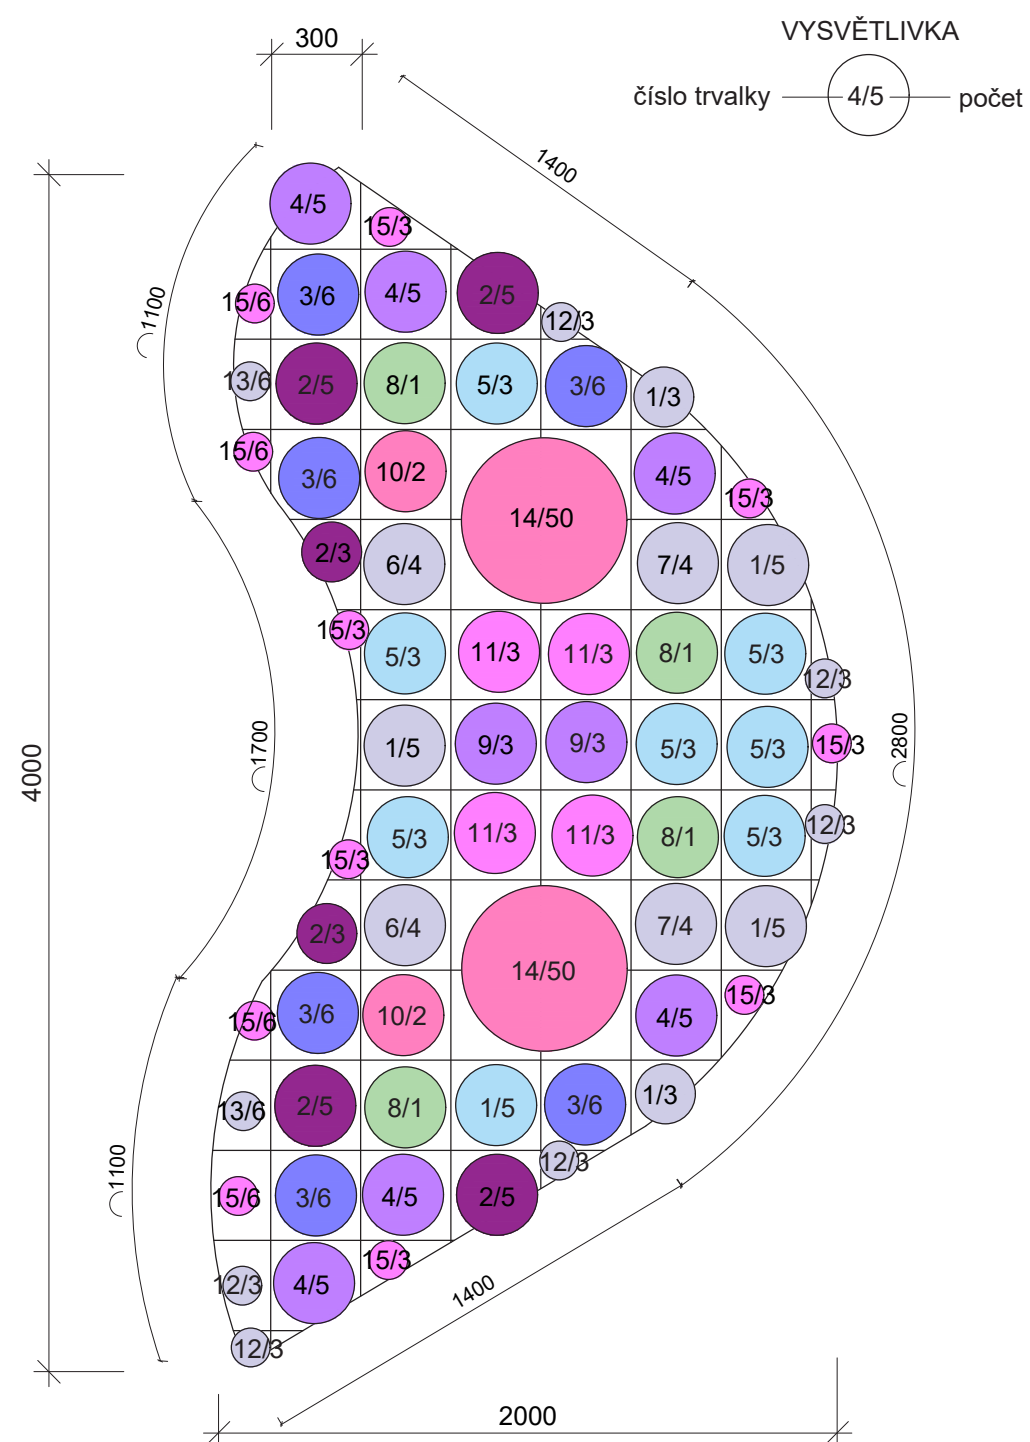 VYSVĚTLIVKA
300
číslo trvalky 4/5 počet
1400
4/5
15/3
1100
15/6 3/6 4/5 2/5
12/3
13/6 2/5 8/1 5/3 3/6 1/3
15/6 3/6 10/2 14/50 4/5 15/3
2/3 6/4 7/4 1/5
15/3 5/3 11/3 11/3 8/1 5/3 12/3
4000
1700
1/5 9/3 9/3 5/3 5/3 15/3
2800
15/3 5/3 11/3 11/3 8/1 5/3 12/3
2/3 6/4 14/50 7/4 1/5
15/6 3/6 10/2 4/5 15/3
13/6 2/5 8/1 1/5 3/6 1/3
1100
15/6 3/6 4/5 2/5 12/3
12/3 4/5 15/3
1400
12/3
2000